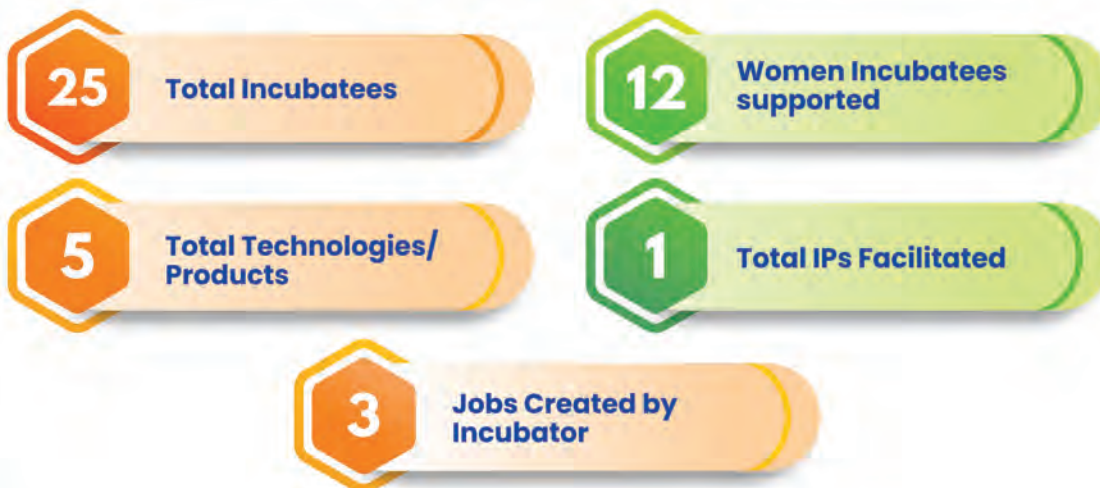 25
Total Incubatees
12
Women Incubatees
supported
5
Total Technologies/
Products
1
Total IPs Facilitated
3
Jobs Created by
Incubator